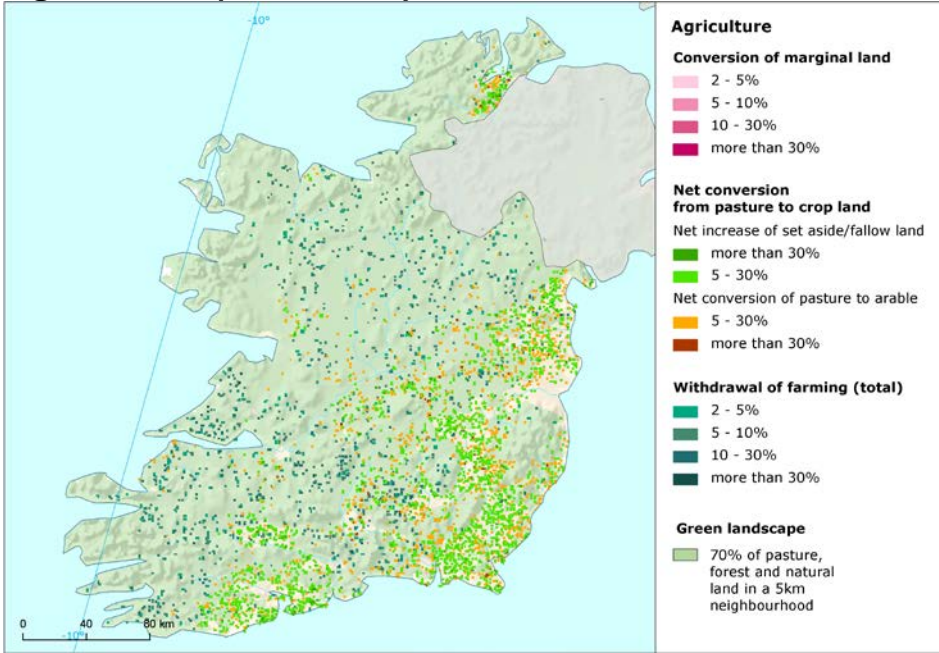 -10°
Agriculture
Conversion of marginal land
2 - 5%
5 - 10%
10 - 30%
more than 30%
Net conversion
from pasture to crop land
Net increase of set aside/fallow land
more than 30%
5 - 30%
Net conversion of pasture to arable
5 - 30%
more than 30%
Withdrawal of farming (total)
2 - 5%
5 - 10%
10 - 30%
more than 30%
Green landscape
70% of pasture,
forest and natural
land in a 5km
neighbourhood
0 40 80 km
-10°